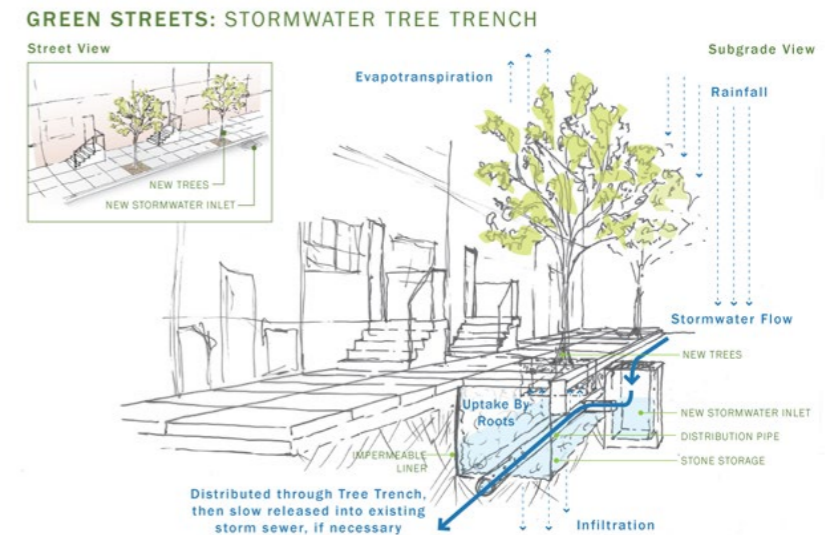 GREEN STREETS: STORMWATER TREE TRENCH
Street View
Subgrade View
NEW TREES
NEW STORMWATER INLET
Evapotranspiration
Rainfall
Stormwater Flow
NEW TREES
Uptake By
Roots
NEW STORMWATER INLET
DISTRIBUTION PIPE
IMPERMEABLE
LINER
STONE STORAGE
Distributed through Tree Trench,
then slow released into existing
storm sewer, if necessary
Infiltration